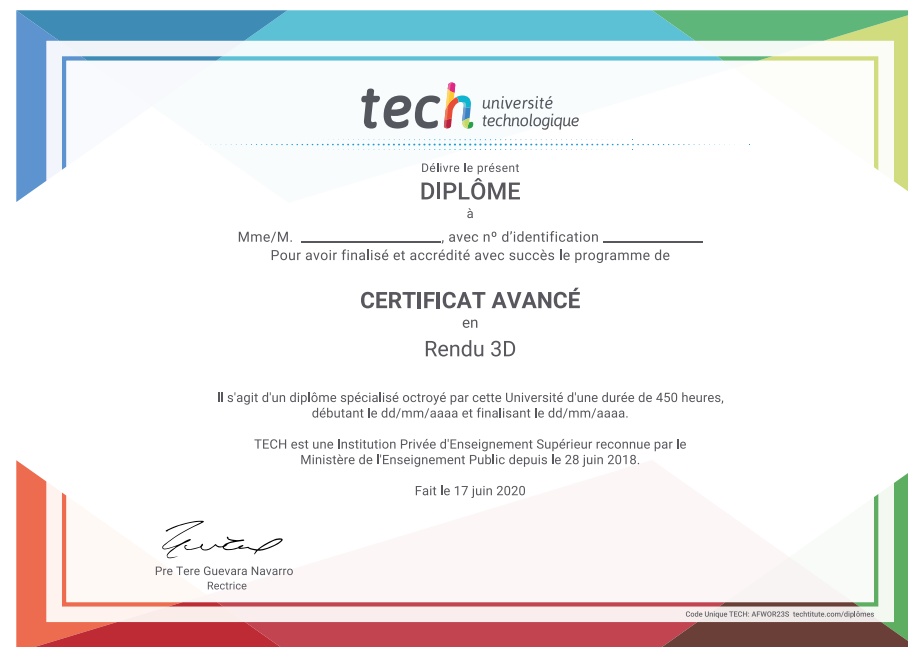 tech université
technologique
Délivre le présent
DIPLÔME
à
Mme/M. ____________________, avec nº d'identification ______________
Pour avoir finalisé et accrédité avec succès le programme de
CERTIFICAT AVANCÉ
en
Rendu 3D
Il s'agit d'un diplôme spécialisé octroyé par cette Université d'une durée de 450 heures,
débutant le dd/mm/aaaa et finalisant le dd/mm/aaaa.
TECH est une Institution Privée d'Enseignement Supérieur reconnue par le
Ministère de l'Enseignement Public depuis le 28 juin 2018.
Fait le 17 juin 2020
Pre Tere Guevara Navarro
Rectrice
Code Unique TECH: AFWOR23S techtitute.com/diplômes